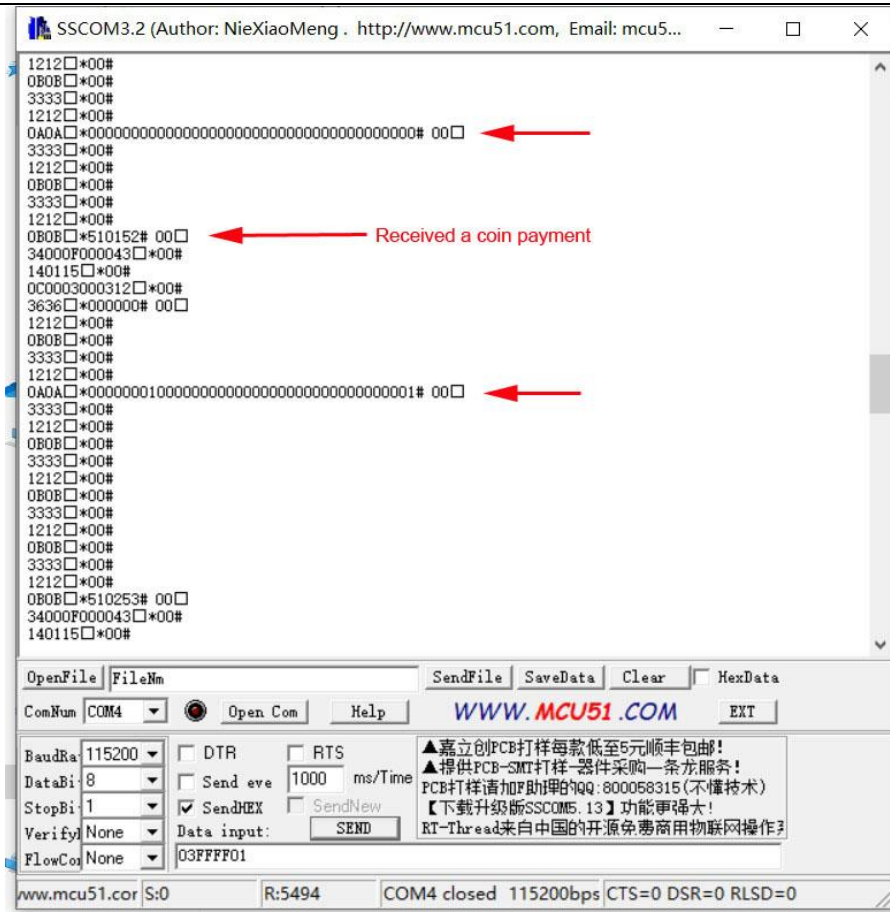 SSCOM3.2 (Author: NieXiaoMeng . http://www.mcu51.com, Email: mcu5...
1212□*00#
0B0B□*00#
3333□*00#
1212□*00#
0A0A□*00000000000000000000000000000000000# 00□
3333□*00#
1212□*00#
0B0B□*00#
3333□*00#
1212□*00#
0B0B□*510152# 00□ Received a coin payment
34000F000043□*00#
140115□*00#
0C0003000312□*00#
3636□*000000# 00□
1212□*00#
0B0B□*00#
3333□*00#
1212□*00#
0A0A□*00000001000000000000000000000000001# 00□
3333□*00#
1212□*00#
0B0B□*00#
3333□*00#
1212□*00#
0B0B□*00#
3333□*00#
1212□*00#
0B0B□*00#
3333□*00#
1212□*00#
0B0B□*510253# 00□
34000F000043□*00#
140115□*00#
OpenFile FileNm SendFile SaveData Clear HexData
ComNum COM4 Open Com Help WWW.MCU51.COM EXT
BaudRa 115200 DTR RTS
DataBi 8 Send eve 1000 ms/Time
StopBi 1 SendHEX SendNew
VerifyI None Data input: SEND
FlowCon None 03FFFF01
▲嘉立创PCB打样每款低至5元顺丰包邮!
▲提供PCB-SMT打样-器件采购一条龙服务!
PCB打样请加F助理的QQ:800058315(不懂技术)
【下载升级版SSCOM5.13】功能更强大!
RT-Thread来自中国的开源免费商用物联网操作
/ww.mcu51.cor S:0 R:5494 COM4 closed 115200bps CTS=0 DSR=0 RLSD=0